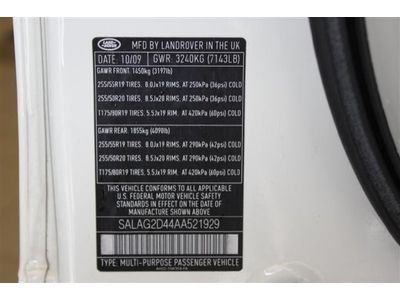 LAND ROVER
MFD BY LANDROVER IN THE UK
DATE: 10/09 GWR: 3240KG (7143LB)
GAWR FRONT: 1450kg (3197lb)
255/55R19 TIRES. 8.0Jx19 RIMS, AT 250kPA (36psi) COLD
255/50R20 TIRES. 8.5Jx20 RIMS, AT 250kPA (36psi) COLD
T175/80R19 TIRES. 5.5Jx19 RIM. AT 420kPA (60psi) COLD
GAWR REAR: 1855kg (4090lb)
255/55R19 TIRES. 8.0Jx19 RIMS, AT 290kPA (42psi) COLD
255/50R20 TIRES. 8.5Jx20 RIMS, AT 290kPA (42psi) COLD
T175/80R19 TIRES. 5.5Jx19 RIM. AT 420kPA (60psi) COLD
THIS VEHICLE CONFORMS TO ALL APPLICABLE
U.S. FEDERAL MOTOR VEHICLE SAFETY
STANDARDS IN EFFECT ON THE DATE OF
MANUFACTURE SHOWN ABOVE
SALAG2D44AA521929
TYPE: MULTI-PURPOSE PASSENGER VEHICLE